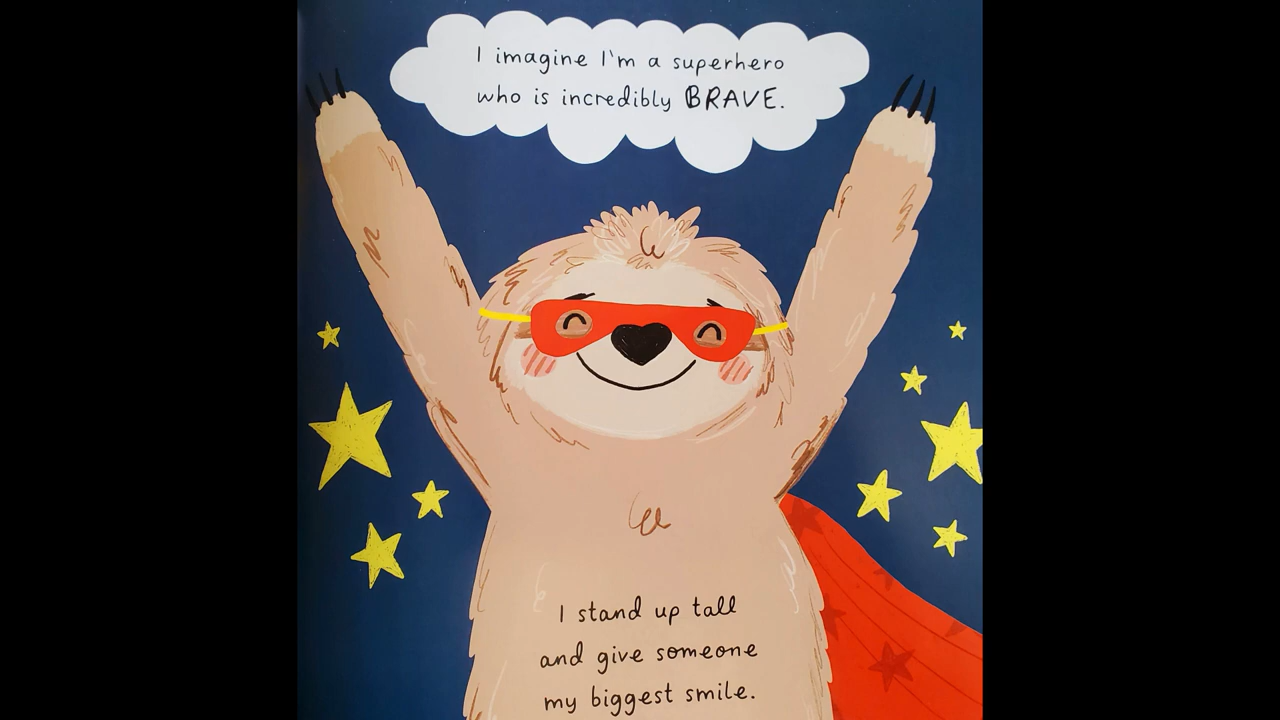 I imagine I'm a superhero
who is incredibly BRAVE.
I stand up tall
and give someone
my biggest smile.